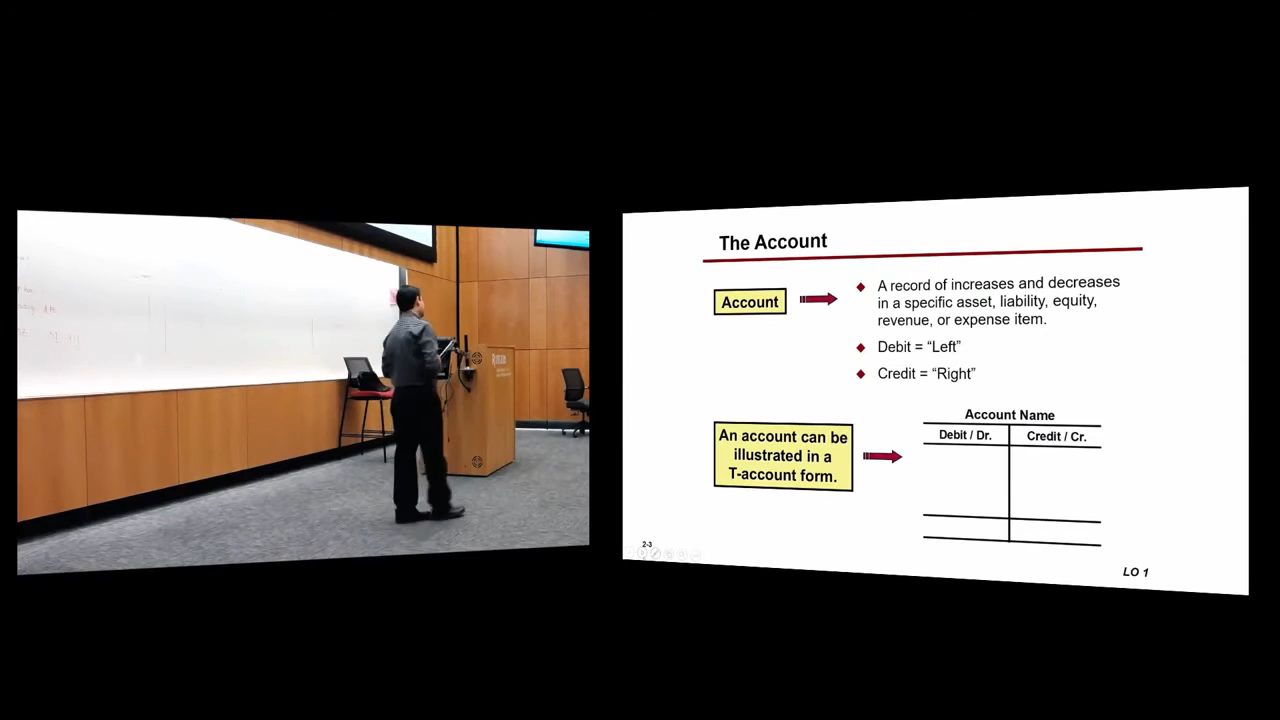 The Account
Account
◆ A record of increases and decreases
in a specific asset, liability, equity,
revenue, or expense item.
◆ Debit = “Left”
◆ Credit = “Right”
An account can be
illustrated in a
T-account form.
Account Name
Debit / Dr. Credit / Cr.
2-3
LO 1